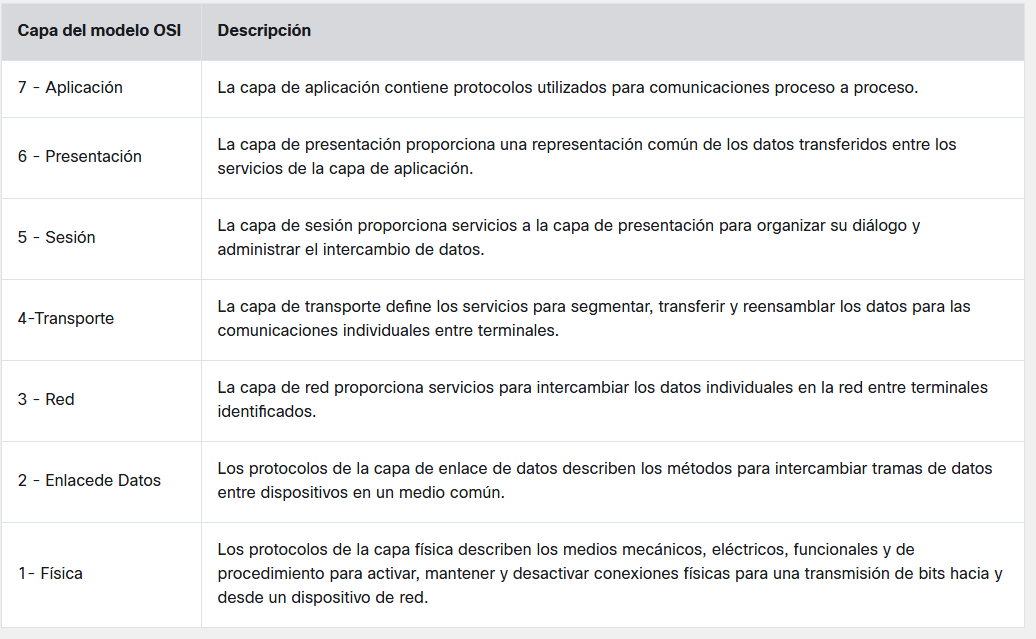 Capa del modelo OSI
Descripción
7 - Aplicación
La capa de aplicación contiene protocolos utilizados para comunicaciones proceso a proceso.
6 - Presentación
La capa de presentación proporciona una representación común de los datos transferidos entre los
servicios de la capa de aplicación.
5 - Sesión
La capa de sesión proporciona servicios a la capa de presentación para organizar su diálogo y
administrar el intercambio de datos.
4-Transporte
La capa de transporte define los servicios para segmentar, transferir y reensamblar los datos para las
comunicaciones individuales entre terminales.
3 - Red
La capa de red proporciona servicios para intercambiar los datos individuales en la red entre terminales
identificados.
2 - Enlacede Datos
Los protocolos de la capa de enlace de datos describen los métodos para intercambiar tramas de datos
entre dispositivos en un medio común.
1- Física
Los protocolos de la capa física describen los medios mecánicos, eléctricos, funcionales y de
procedimiento para activar, mantener y desactivar conexiones físicas para una transmisión de bits hacia y
desde un dispositivo de red.